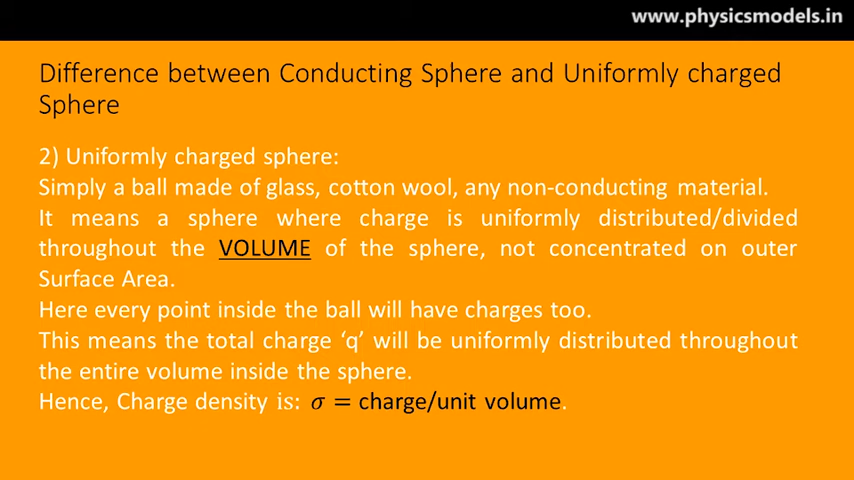 www.physicsmodels.in
Difference between Conducting Sphere and Uniformly charged
Sphere
2) Uniformly charged sphere:
Simply a ball made of glass, cotton wool, any non-conducting material.
It means a sphere where charge is uniformly distributed/divided
throughout the VOLUME of the sphere, not concentrated on outer
Surface Area.
Here every point inside the ball will have charges too.
This means the total charge ‘q’ will be uniformly distributed throughout
the entire volume inside the sphere.
Hence, Charge density is: 𝜎 = charge/unit volume.